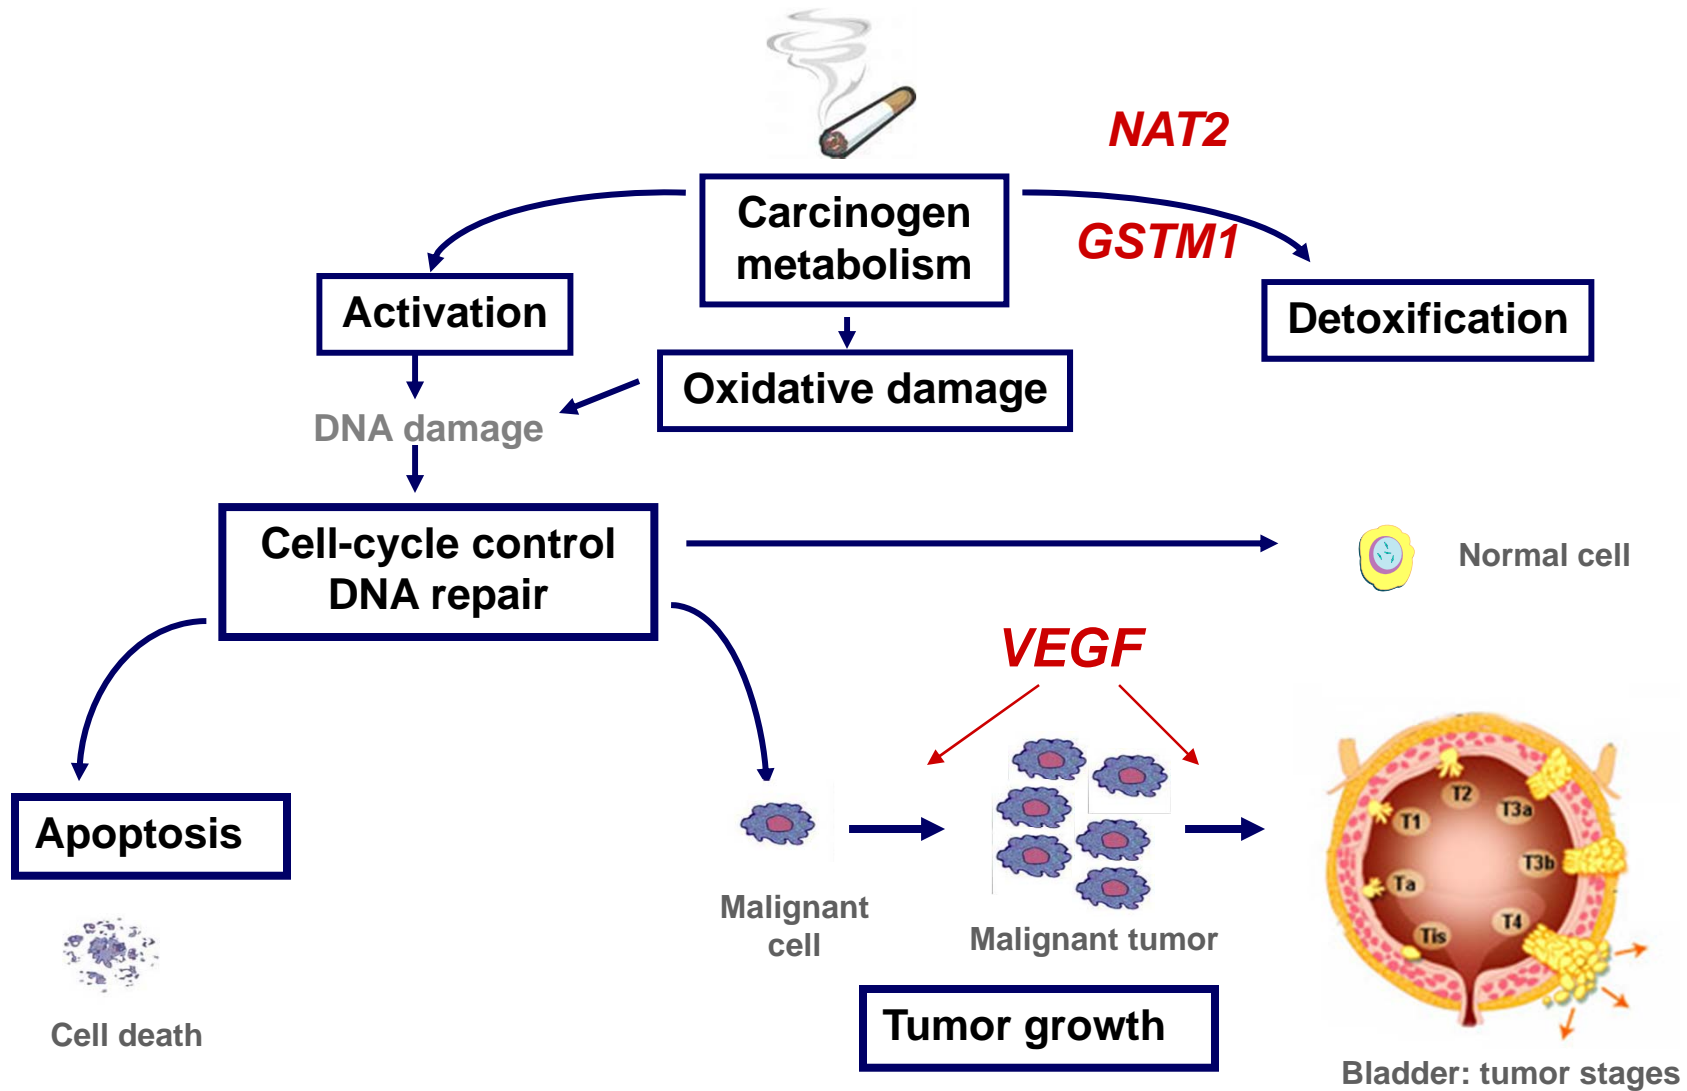 NAT2
Carcinogen
metabolism
GSTM1
Activation
Detoxification
Oxidative damage
DNA damage
Cell-cycle control
DNA repair
Normal cell
VEGF
Apoptosis
T2
T3a
T1
T3b
Ta
T4
Tis
Malignant
cell
Malignant tumor
Cell death
Tumor growth
Bladder: tumor stages